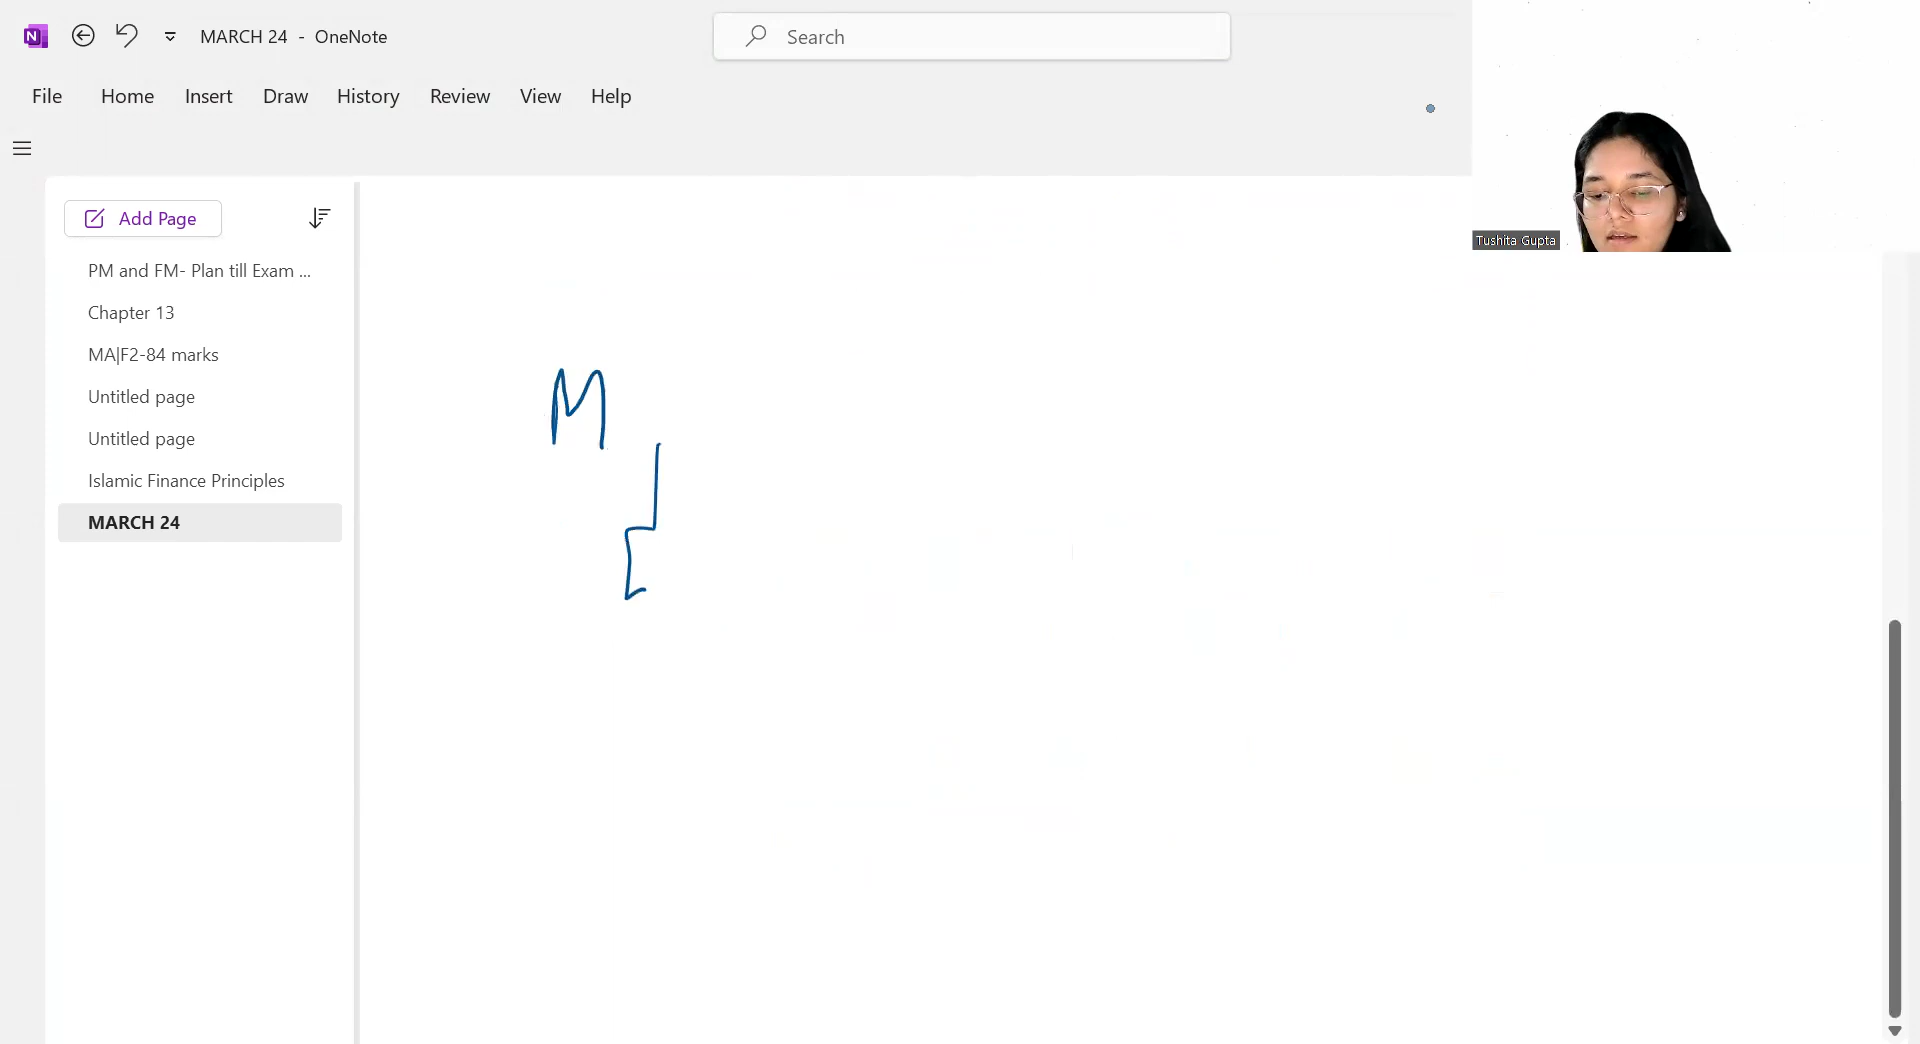 MARCH 24 - OneNote
Search
File Home Insert Draw History Review View Help
Add Page
PM and FM- Plan till Exam ...
Chapter 13
MA|F2-84 marks
Untitled page
Untitled page
Islamic Finance Principles
MARCH 24
Tushita Gupta
M